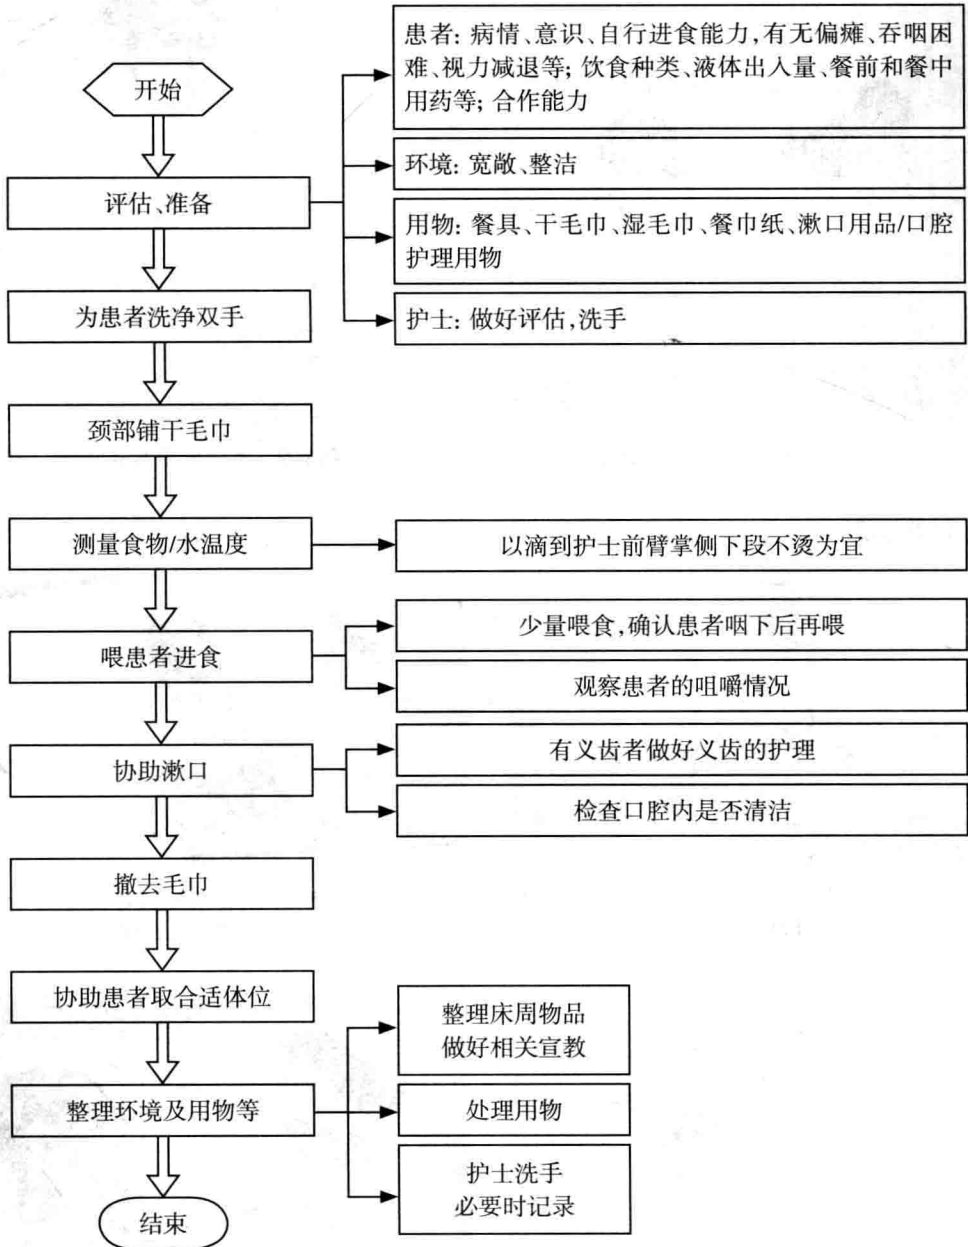 开始
患者: 病情、意识、自行进食能力,有无偏瘫、吞咽困
难、视力减退等; 饮食种类、液体出入量、餐前和餐中
用药等; 合作能力
评估、准备
环境: 宽敞、整洁
用物: 餐具、干毛巾、湿毛巾、餐巾纸、漱口用品/口腔
护理用物
护士: 做好评估,洗手
为患者洗净双手
颈部铺干毛巾
测量食物/水温度
以滴到护士前臂掌侧下段不烫为宜
喂患者进食
少量喂食,确认患者咽下后再喂
观察患者的咀嚼情况
协助漱口
有义齿者做好义齿的护理
检查口腔内是否清洁
撤去毛巾
协助患者取合适体位
整理环境及用物等
整理床周物品
做好相关宣教
处理用物
护士洗手
必要时记录
结束